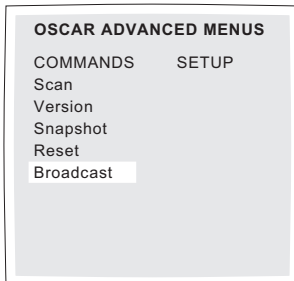 OSCAR ADVANCED MENUS
COMMANDS SETUP
Scan
Version
Snapshot
Reset
Broadcast